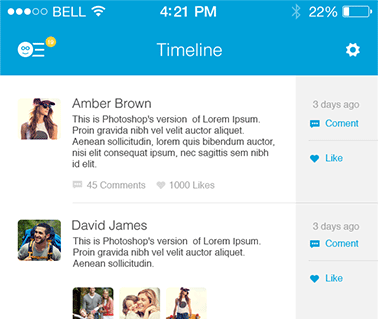 BELL 4:21 PM 22%
Timeline
Amber Brown
This is Photoshop's version of Lorem Ipsum.
Proin gravida nibh vel velit auctor aliquet.
Aenean sollicitudin, lorem quis bibendum auctor,
nisi elit consequat ipsum, nec sagittis sem nibh
id elit.
45 Comments 1000 Likes
3 days ago
Coment
Like
David James
This is Photoshop's version of Lorem Ipsum.
Proin gravida nibh vel velit auctor aliquet.
Aenean sollicitudin.
3 days ago
Coment
Like